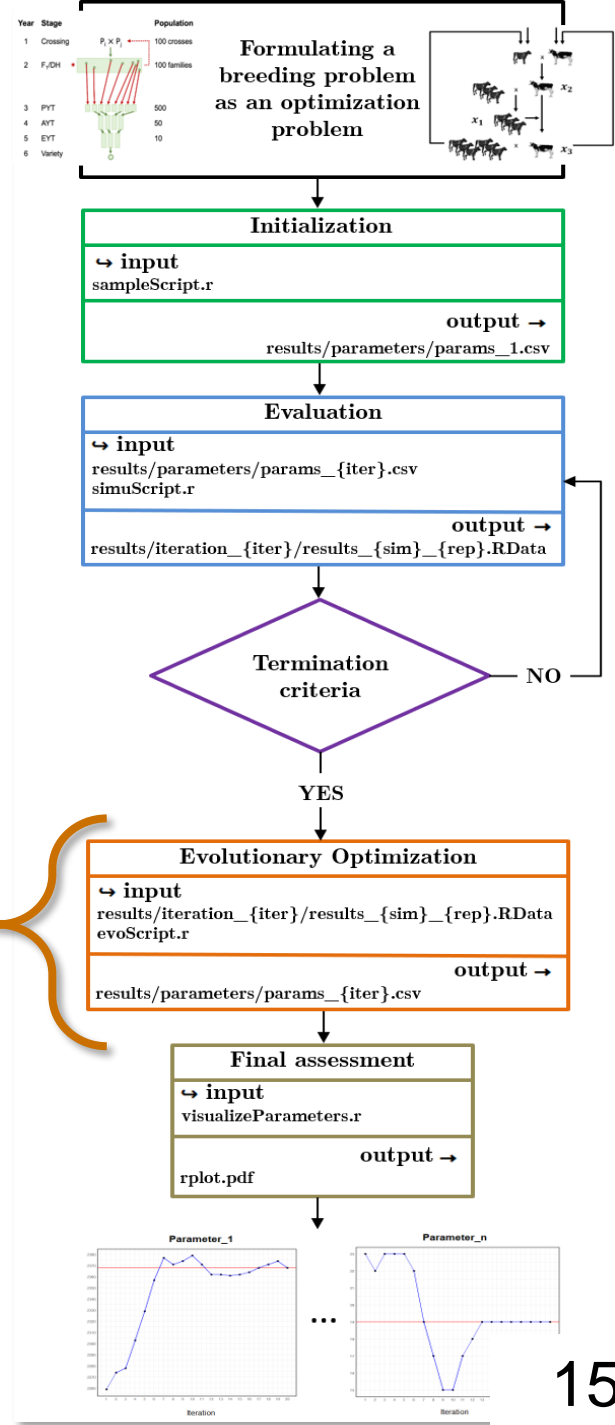 Year Stage Population
1 Crossing Pi × Pj 100 crosses
2 F1/DH 100 families
3 PYT 500
4 AYT 50
5 EYT 10
6 Variety
Formulating a
breeding problem
as an optimization
problem
x2
x1
x3
Initialization
↪ input
sampleScript.r
output →
results/parameters/params_1.csv
Evaluation
↪ input
results/parameters/params_{iter}.csv
simuScript.r
output →
results/iteration_{iter}/results_{sim}_{rep}.RData
Termination
criteria
NO
YES
Evolutionary Optimization
↪ input
results/iteration_{iter}/results_{sim}_{rep}.RData
evoScript.r
output →
results/parameters/params_{iter}.csv
Final assessment
↪ input
visualizeParameters.r
output →
rplot.pdf
Parameter_1
Iteration
...
Parameter_n
Iteration
15